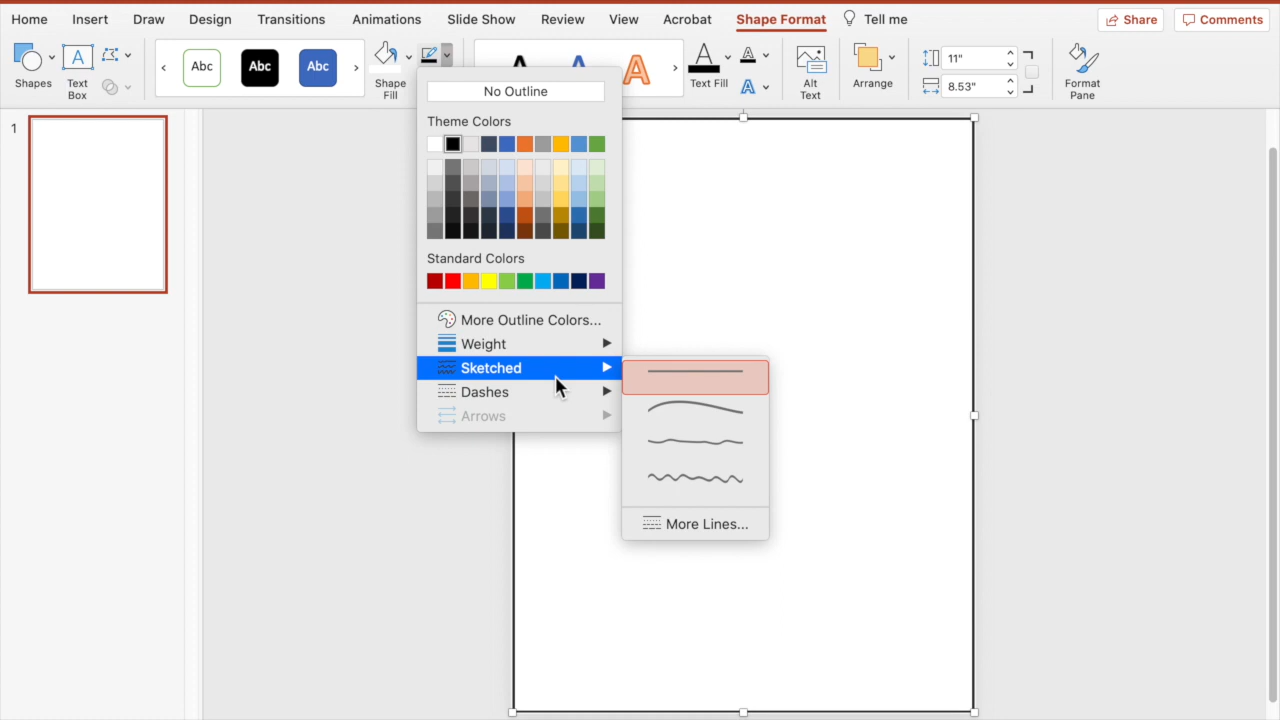 Home Insert Draw Design Transitions Animations Slide Show Review View Acrobat Shape Format Tell me Share Comments
Abc Abc Abc A A A A A A A 11"
8.53"
Shapes Text Box Shape Fill Text Fill Alt Text Arrange Format Pane
No Outline
Theme Colors
1
Standard Colors
More Outline Colors...
Weight
Sketched
Dashes
Arrows
More Lines...